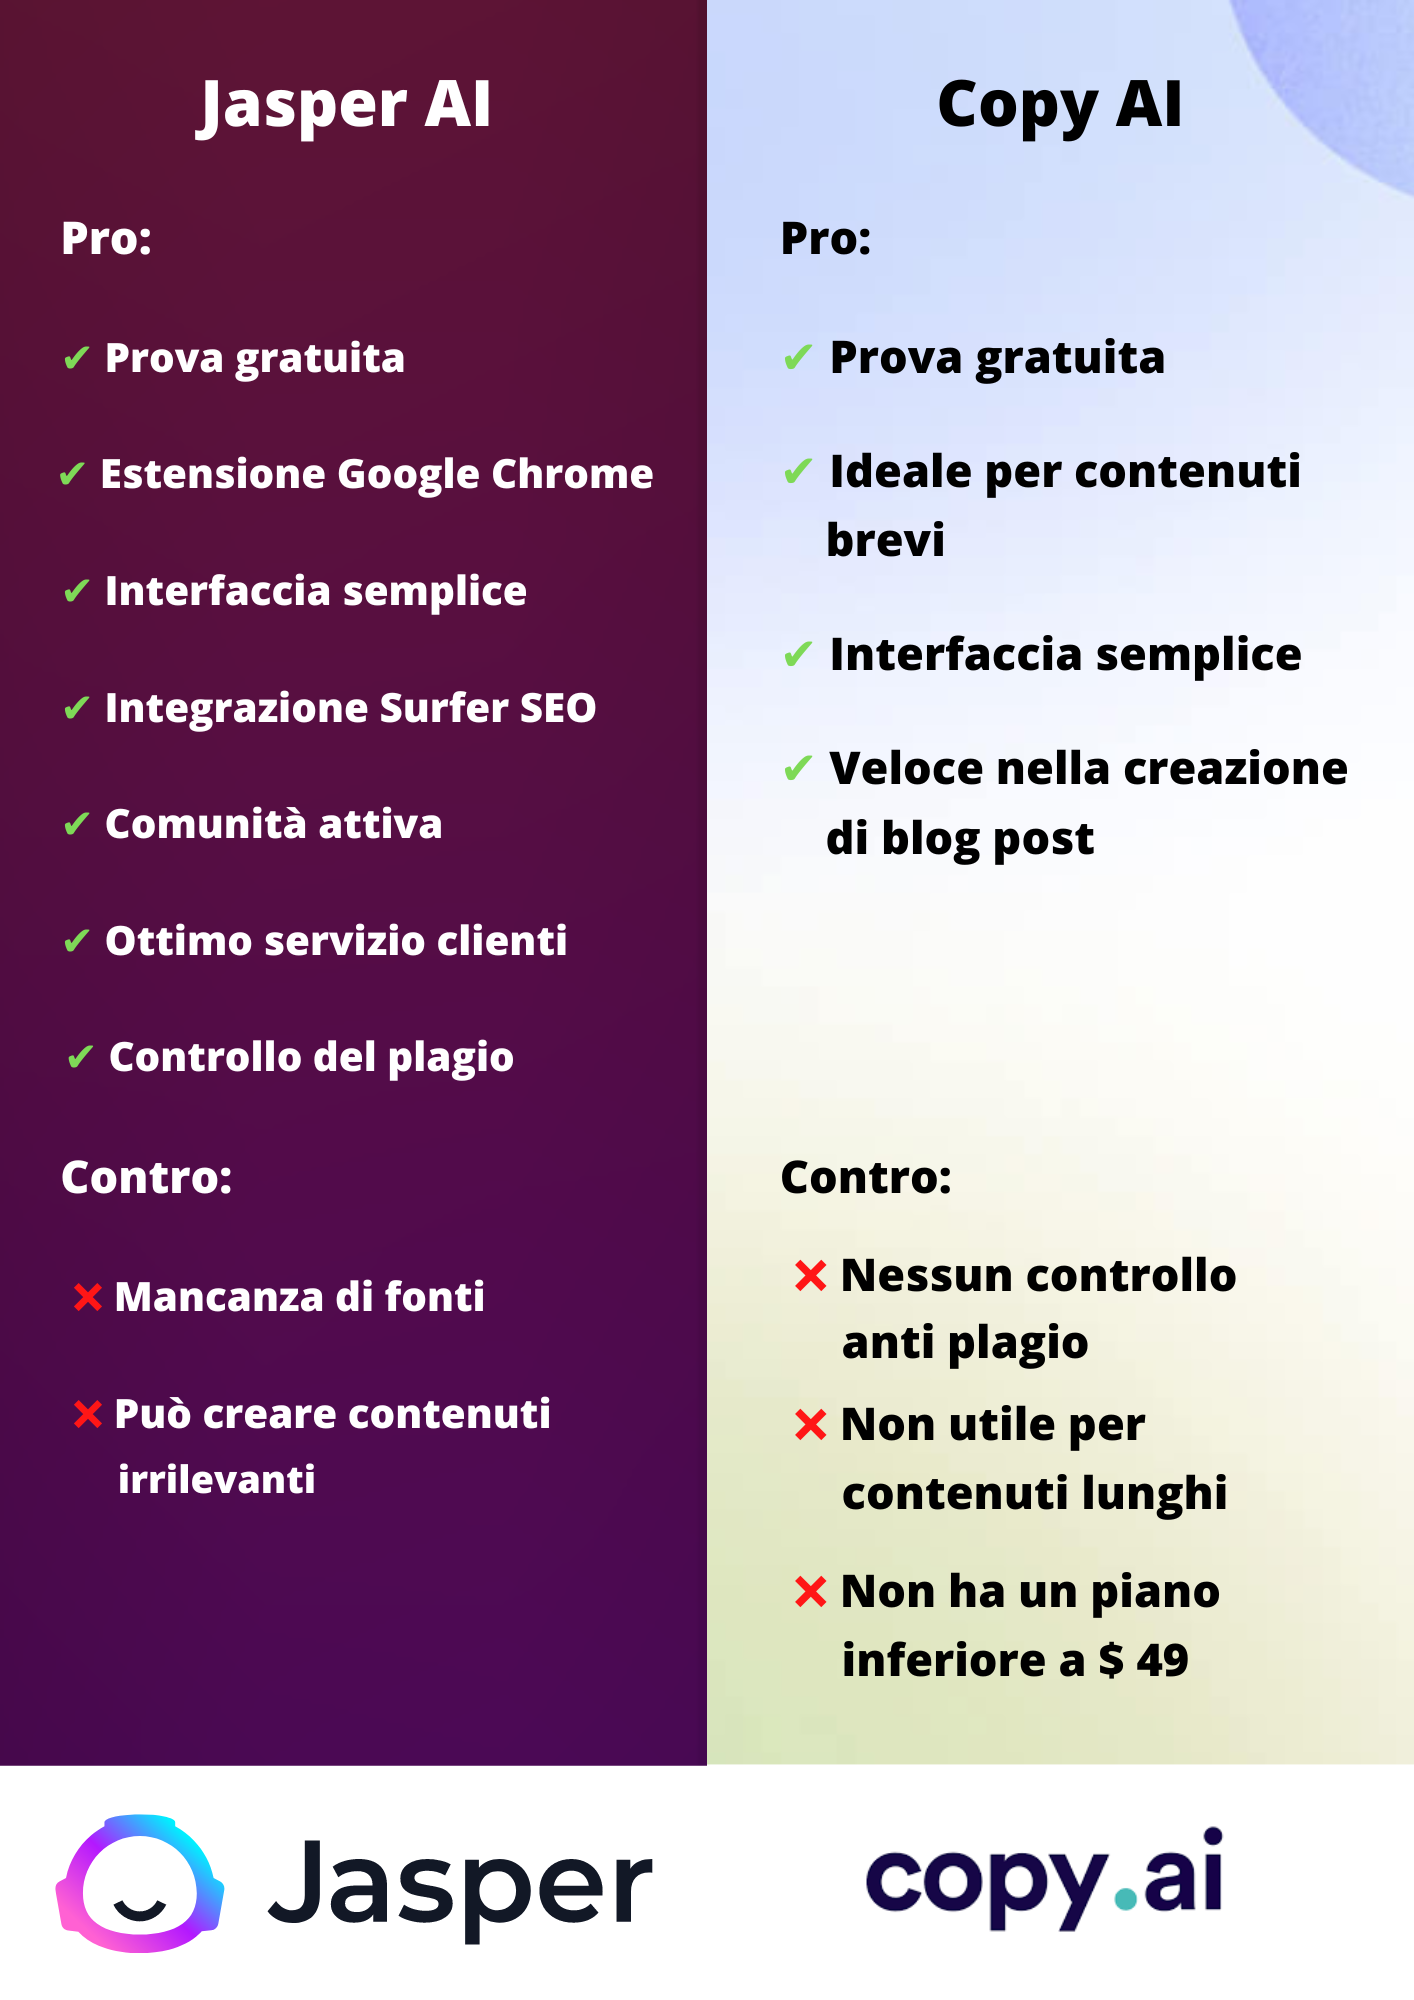 Jasper AI
Pro:
✔ Prova gratuita
✔ Estensione Google Chrome
✔ Interfaccia semplice
✔ Integrazione Surfer SEO
✔ Comunità attiva
✔ Ottimo servizio clienti
✔ Controllo del plagio
Contro:
❌ Mancanza di fonti
❌ Può creare contenuti
irrilevanti
Jasper
Copy AI
Pro:
✔ Prova gratuita
✔ Ideale per contenuti
brevi
✔ Interfaccia semplice
✔ Veloce nella creazione
di blog post
Contro:
❌ Nessun controllo
anti plagio
❌ Non utile per
contenuti lunghi
❌ Non ha un piano
inferiore a $ 49
copy.ai